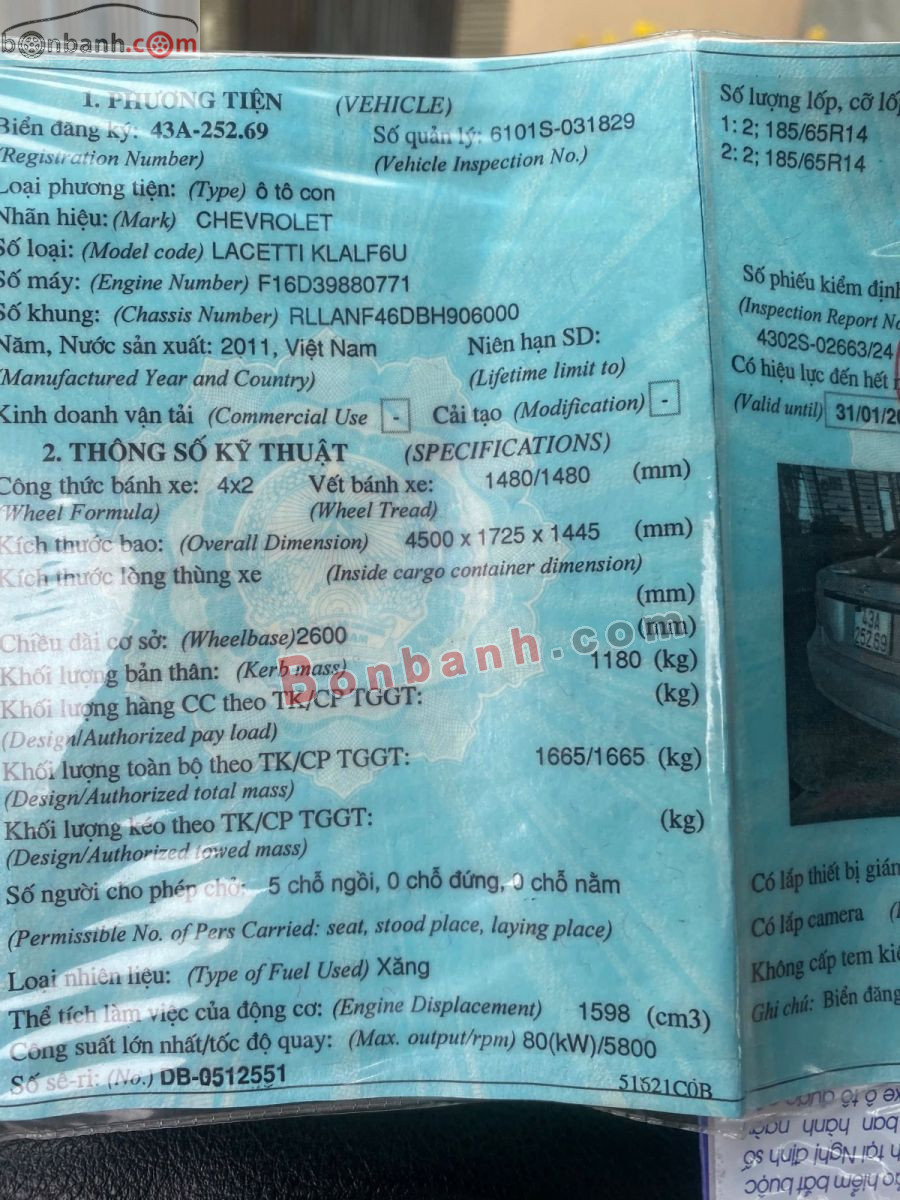 bonbanh.com
1. PHƯƠNG TIỆN (VEHICLE)
Biển đăng ký: 43A-252.69 Số quản lý: 6101S-031829
(Registration Number) (Vehicle Inspection No.)
Loại phương tiện: (Type) ô tô con
Nhãn hiệu: (Mark) CHEVROLET
Số loại: (Model code) LACETTI KLALF6U
Số máy: (Engine Number) F16D39880771
Số khung: (Chassis Number) RLLANF46DBH906000
Năm, Nước sản xuất: 2011, Việt Nam Niên hạn SD:
(Manufactured Year and Country) (Lifetime limit to)
Kinh doanh vận tải (Commercial Use - Cải tạo (Modification) -
2. THÔNG SỐ KỸ THUẬT (SPECIFICATIONS)
Công thức bánh xe: 4x2 Vết bánh xe: 1480/1480 (mm)
(Wheel Formula) (Wheel Tread)
Kích thước bao: (Overall Dimension) 4500 x 1725 x 1445 (mm)
Kích thước lòng thùng xe (Inside cargo container dimension)
(mm)
Chiều dài cơ sở: (Wheelbase)2600 (mm)
Bonbanh.com
Khối lượng bản thân: (Kerb mass) 1180 (kg)
Khối lượng hàng CC theo TK/CP TGGT: (kg)
(Design/Authorized pay load)
Khối lượng toàn bộ theo TK/CP TGGT: 1665/1665 (kg)
(Design/Authorized total mass)
Khối lượng kéo theo TK/CP TGGT: (kg)
(Design/Authorized towed mass)
Số người cho phép chở: 5 chỗ ngồi, 0 chỗ đứng, 0 chỗ nằm
(Permissible No. of Pers Carried: seat, stood place, laying place)
Loại nhiên liệu: (Type of Fuel Used) Xăng
Thể tích làm việc của động cơ: (Engine Displacement) 1598 (cm3)
Công suất lớn nhất/tốc độ quay: (Max. output/rpm) 80(kW)/5800
Số sê-ri: (No.) DB-0512551 51521C0B
Số lượng lốp, cỡ lốp
1: 2; 185/65R14
2: 2; 185/65R14
Số phiếu kiểm định
(Inspection Report No
4302S-02663/24
Có hiệu lực đến hết
(Valid until) 31/01/20
43A
252.69
Có lắp thiết bị giám
Có lắp camera
Không cấp tem kiể
Ghi chú: Biển đăng
ban hành
tại Nghị định số
hiểm bắt buộc